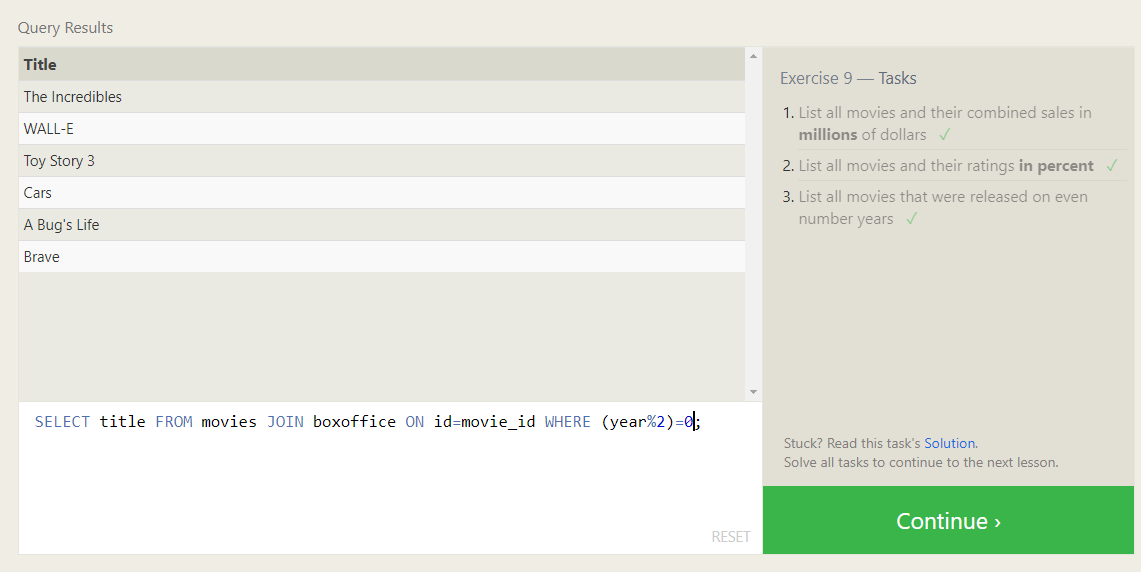 Query Results
Title
The Incredibles
WALL-E
Toy Story 3
Cars
A Bug's Life
Brave
SELECT title FROM movies JOIN boxoffice ON id=movie_id WHERE (year%2)=0;
RESET
Exercise 9 — Tasks
1. List all movies and their combined sales in
millions of dollars ✓
2. List all movies and their ratings in percent ✓
3. List all movies that were released on even
number years ✓
Stuck? Read this task's Solution.
Solve all tasks to continue to the next lesson.
Continue ›